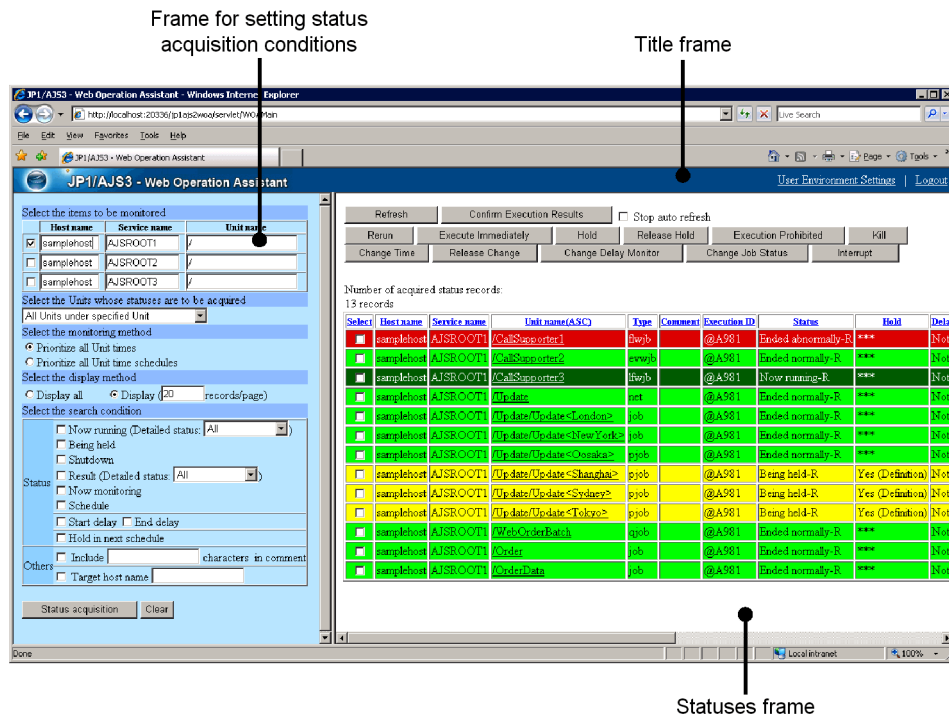 Frame for setting status
acquisition conditions
Title frame
JP1/AJS3 - Web Operation Assistant - Windows Internet Explorer
http://localhost:20336/jp1ajs2woa/servlet/WOAMain
Live Search
File Edit View Favorites Tools Help
JP1/AJS3 - Web Operation Assistant
Page Tools
JP1/AJS3 - Web Operation Assistant
User Environment Settings | Logout
Select the items to be monitored
Host name Service name Unit name
samplehost AJSROOT1 /
samplehost AJSROOT2 /
samplehost AJSROOT3 /
Select the Units whose statuses are to be acquired
All Units under specified Unit
Select the monitoring method
Prioritize all Unit times
Prioritize all Unit time schedules
Select the display method
Display all Display (20 records/page)
Select the search condition
Status
Now running (Detailed status: All )
Being held
Shutdown
Result (Detailed status: All )
Now monitoring
Schedule
Start delay End delay
Hold in next schedule
Others
Include characters in comment
Target host name
Status acquisition Clear
Refresh Confirm Execution Results Stop auto refresh
Rerun Execute Immediately Hold Release Hold Execution Prohibited Kill
Change Time Release Change Change Delay Monitor Change Job Status Interrupt
Number of acquired status records:
13 records
Select Host name Service name Unit name(ASC) Type Comment Execution ID Status Hold Dela
samplehost AJSROOT1 /CallSupporter1 flwjb @A981 Ended abnormally-R *** Not
samplehost AJSROOT1 /CallSupporter2 evwjb @A981 Ended normally-R *** Not
samplehost AJSROOT1 /CallSupporter3 lfwjb @A981 Now running-R *** Not
samplehost AJSROOT1 /Update net @A981 Ended normally-R *** Not
samplehost AJSROOT1 /Update/Update<London> job @A981 Ended normally-R *** Not
samplehost AJSROOT1 /Update/Update<NewYork> job @A981 Ended normally-R *** Not
samplehost AJSROOT1 /Update/Update<Oosaka> pjob @A981 Ended normally-R *** Not
samplehost AJSROOT1 /Update/Update<Shanghai> pjob @A981 Being held-R Yes (Definition) Not
samplehost AJSROOT1 /Update/Update<Sydney> pjob @A981 Being held-R Yes (Definition) Not
samplehost AJSROOT1 /Update/Update<Tokyo> pjob @A981 Being held-R Yes (Definition) Not
samplehost AJSROOT1 /WebOrderBatch qjob @A981 Ended normally-R *** Not
samplehost AJSROOT1 /Order job @A981 Ended normally-R *** Not
samplehost AJSROOT1 /OrderData job @A981 Ended normally-R *** Not
Done Local intranet 100%
Statuses frame